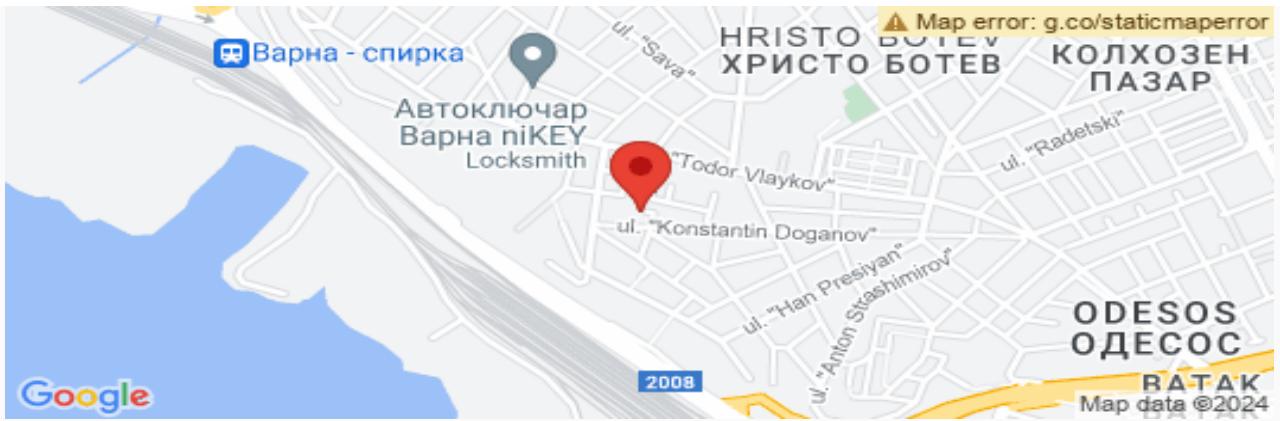 Map error: g.co/staticmaperror
Варна - спирка
ul. "Sava"
HRISTO BOTEV
ХРИСТО БОТЕВ
КОЛХОЗЕН
ПАЗАР
Автоключар
Варна niKEY
Locksmith
ul. "Radetski"
"Todor Vlaykov"
ul. "Konstantin Doganov"
ul. "Han Presiyan"
ul. "Anton Strashimirov"
ODESOS
ОДЕСОС
2008
BATAK
Google
Map data ©2024